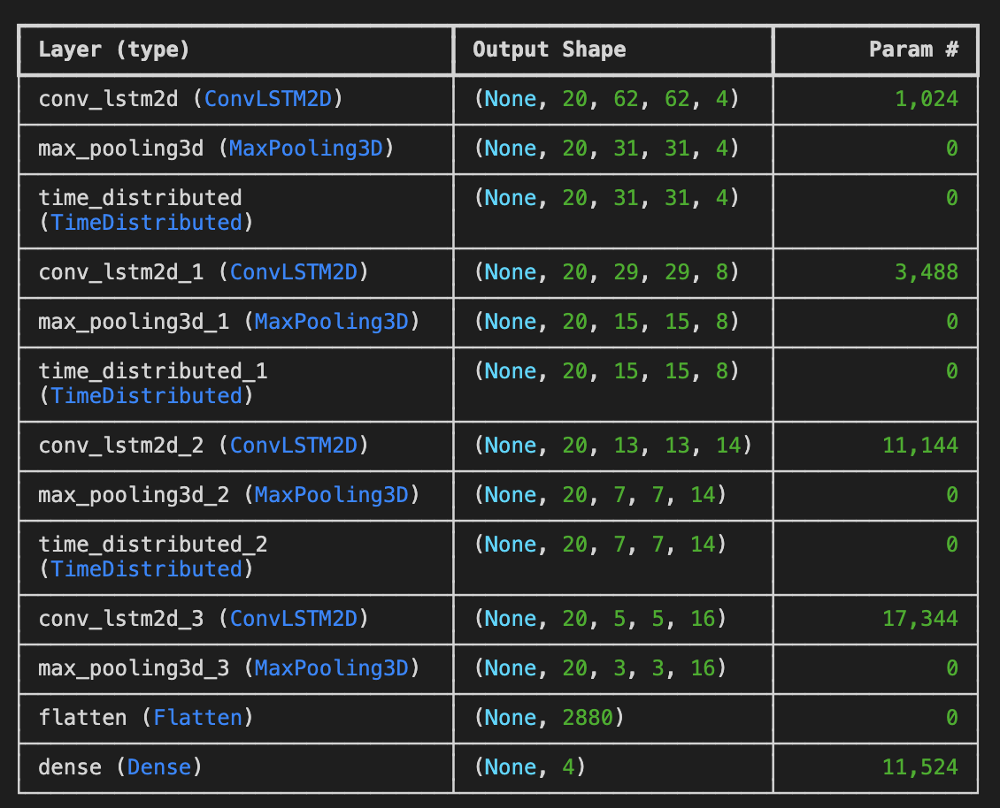 Layer (type) Output Shape Param #
conv_lstm2d (ConvLSTM2D) (None, 20, 62, 62, 4) 1,024
max_pooling3d (MaxPooling3D) (None, 20, 31, 31, 4) 0
time_distributed (None, 20, 31, 31, 4) 0
(TimeDistributed)
conv_lstm2d_1 (ConvLSTM2D) (None, 20, 29, 29, 8) 3,488
max_pooling3d_1 (MaxPooling3D) (None, 20, 15, 15, 8) 0
time_distributed_1 (None, 20, 15, 15, 8) 0
(TimeDistributed)
conv_lstm2d_2 (ConvLSTM2D) (None, 20, 13, 13, 14) 11,144
max_pooling3d_2 (MaxPooling3D) (None, 20, 7, 7, 14) 0
time_distributed_2 (None, 20, 7, 7, 14) 0
(TimeDistributed)
conv_lstm2d_3 (ConvLSTM2D) (None, 20, 5, 5, 16) 17,344
max_pooling3d_3 (MaxPooling3D) (None, 20, 3, 3, 16) 0
flatten (Flatten) (None, 2880) 0
dense (Dense) (None, 4) 11,524